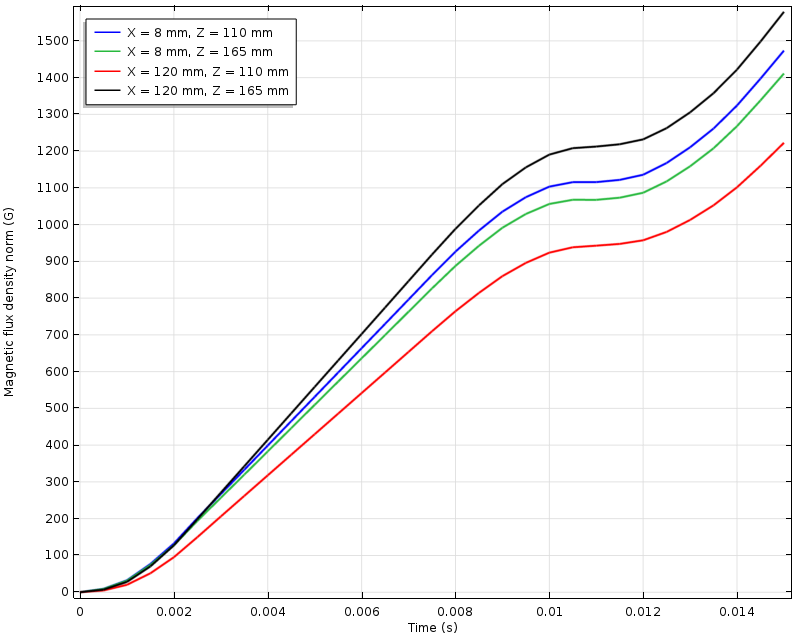 X = 8 mm, Z = 110 mm
X = 8 mm, Z = 165 mm
X = 120 mm, Z = 110 mm
X = 120 mm, Z = 165 mm
Magnetic flux density norm (G)
1500
1400
1300
1200
1100
1000
900
800
700
600
500
400
300
200
100
0
0 0.002 0.004 0.006 0.008 0.01 0.012 0.014
Time (s)